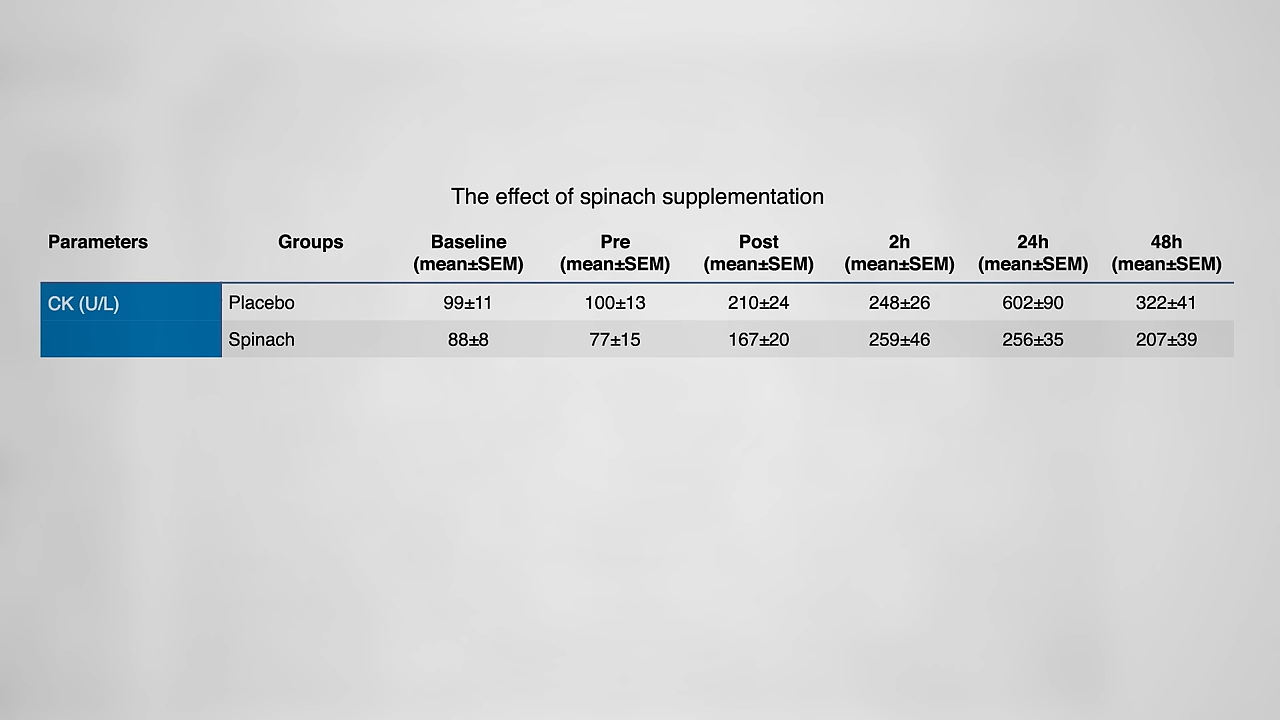 The effect of spinach supplementation
Parameters Groups Baseline (mean±SEM) Pre (mean±SEM) Post (mean±SEM) 2h (mean±SEM) 24h (mean±SEM) 48h (mean±SEM)
CK (U/L) Placebo 99±11 100±13 210±24 248±26 602±90 322±41
Spinach 88±8 77±15 167±20 259±46 256±35 207±39